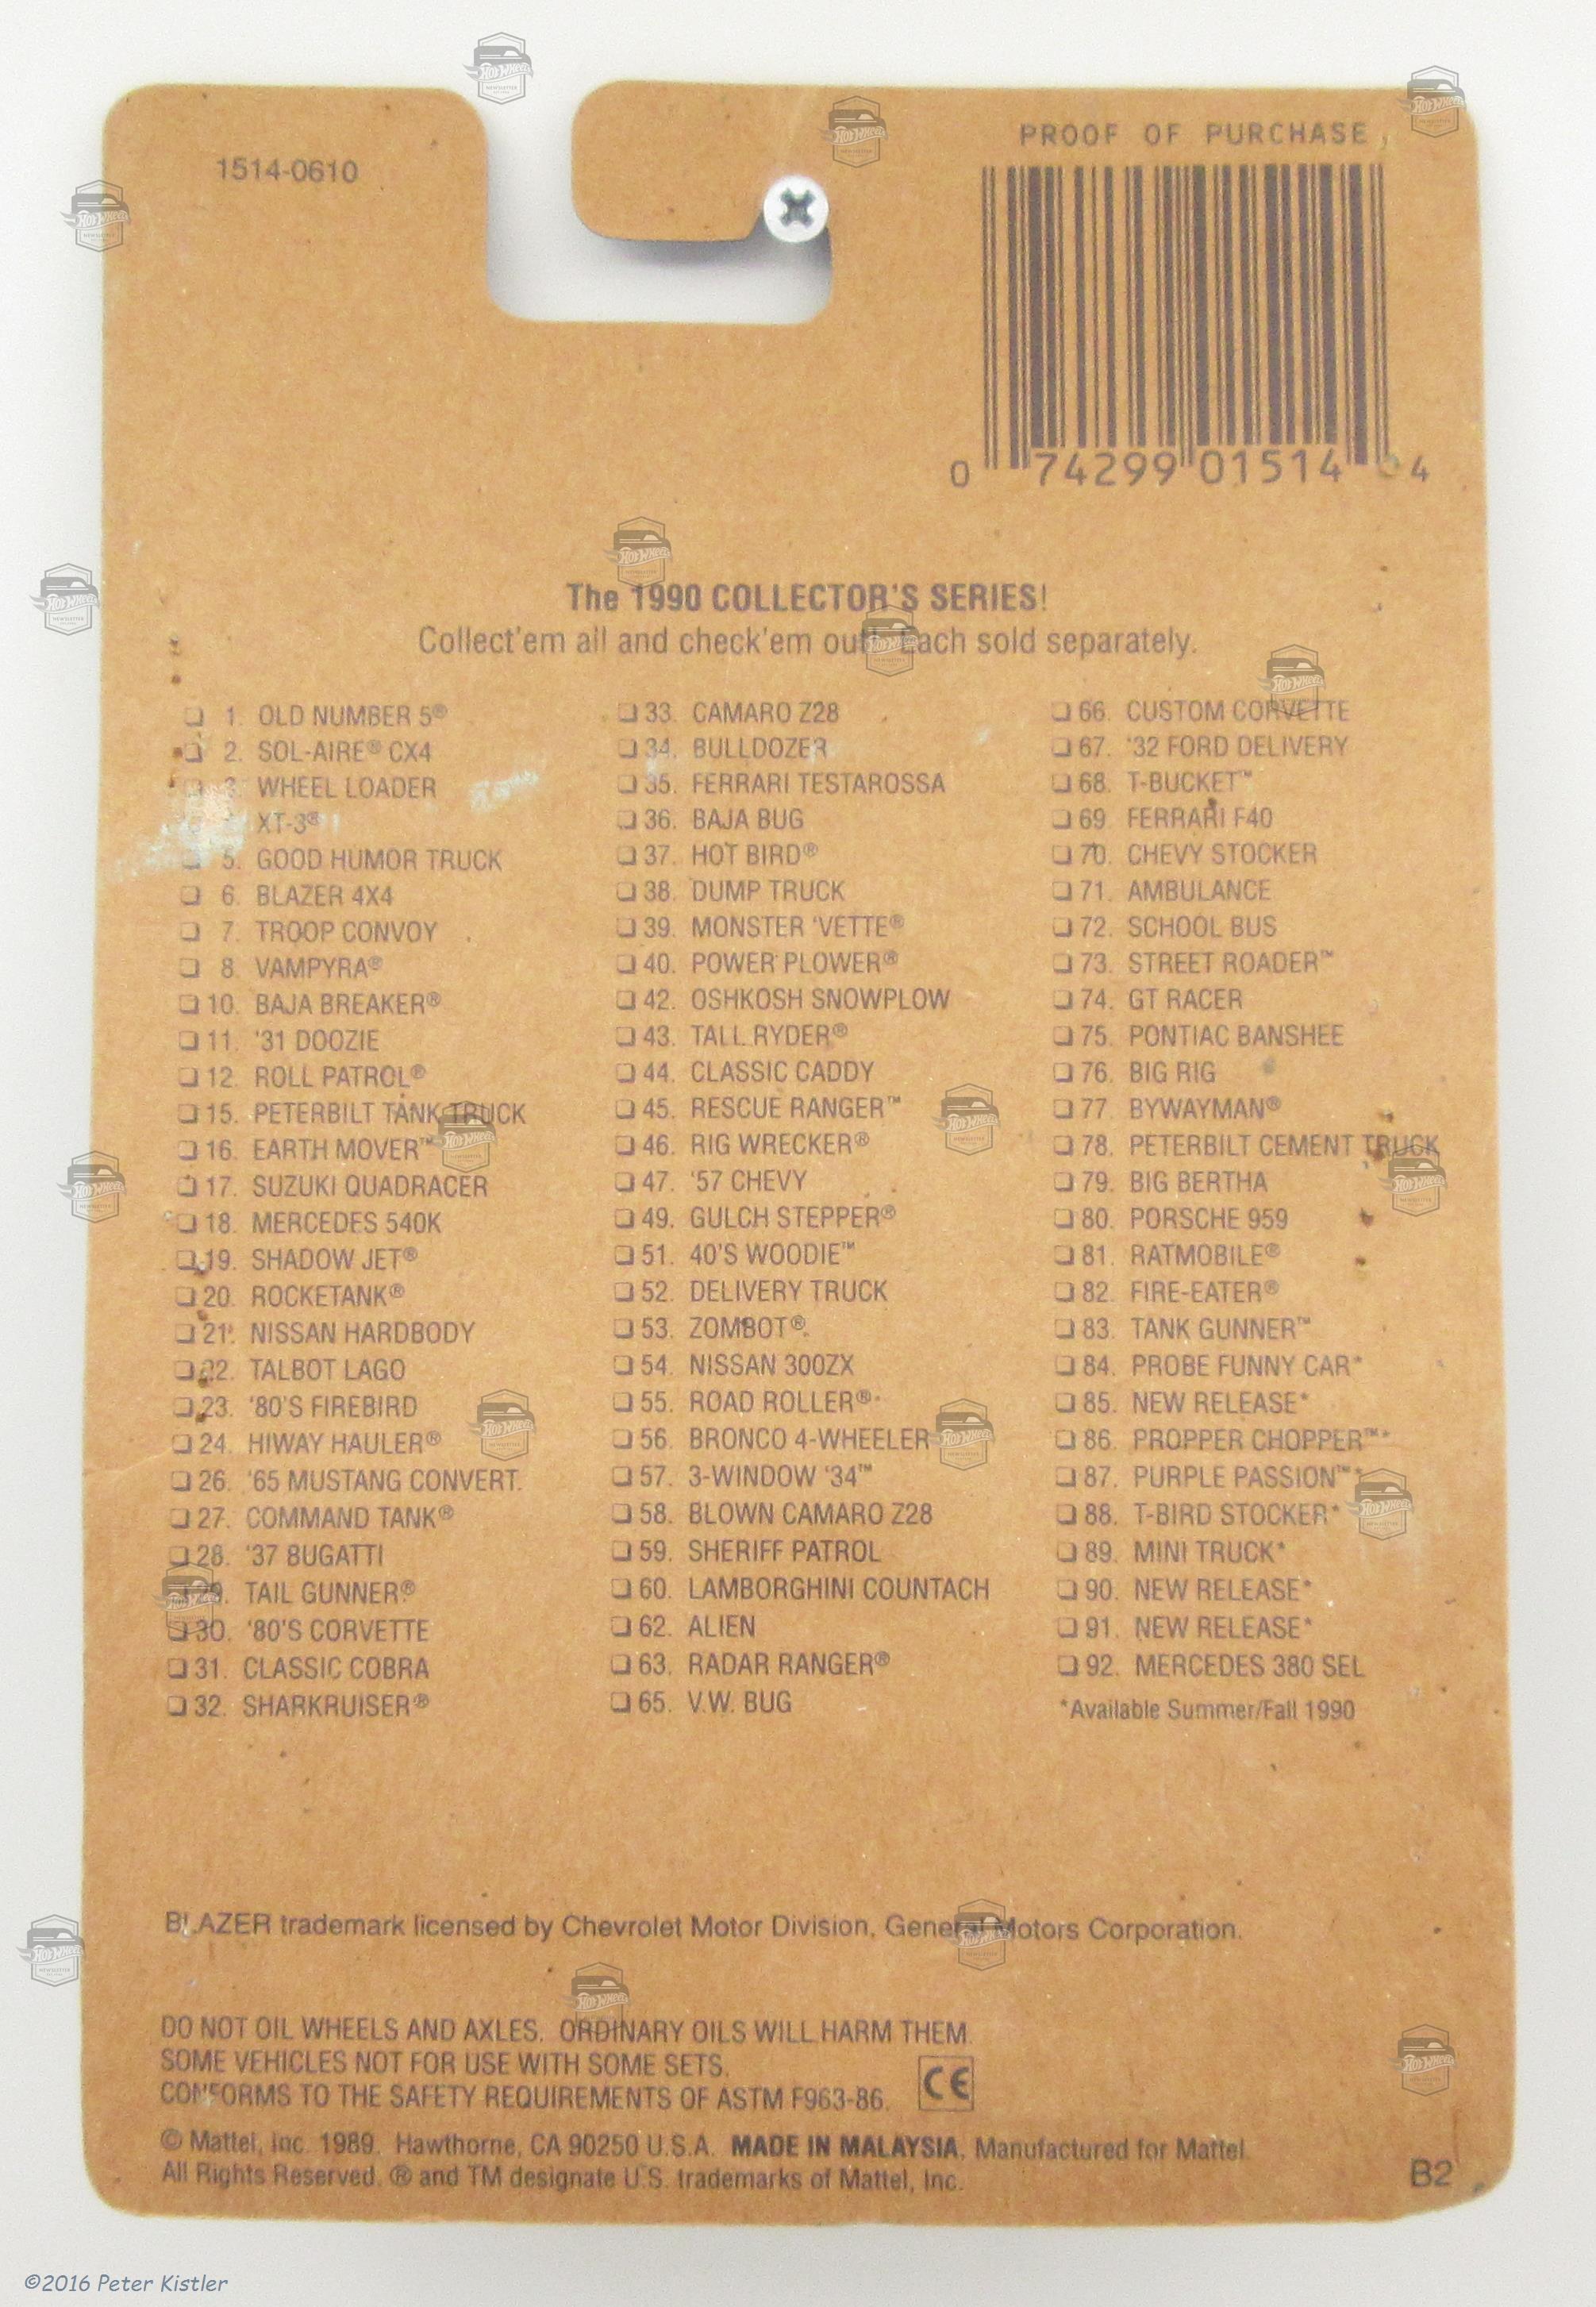 1514-0610
PROOF OF PURCHASE
0 74299 01514 4
The 1990 COLLECTOR'S SERIES!
Collect'em all and check'em out. Each sold separately.
1. OLD NUMBER 5®
2. SOL-AIRE® CX4
3. WHEEL LOADER
XT-3®
5. GOOD HUMOR TRUCK
6. BLAZER 4X4
7. TROOP CONVOY
8. VAMPYRA®
10. BAJA BREAKER®
11. '31 DOOZIE
12. ROLL PATROL®
15. PETERBILT TANK TRUCK
16. EARTH MOVER™
17. SUZUKI QUADRACER
18. MERCEDES 540K
19. SHADOW JET®
20. ROCKETANK®
21. NISSAN HARDBODY
22. TALBOT LAGO
23. '80'S FIREBIRD
24. HIWAY HAULER®
26. '65 MUSTANG CONVERT.
27. COMMAND TANK®
28. '37 BUGATTI
29. TAIL GUNNER®
30. '80'S CORVETTE
31. CLASSIC COBRA
32. SHARKRUISER®
33. CAMARO Z28
34. BULLDOZER
35. FERRARI TESTAROSSA
36. BAJA BUG
37. HOT BIRD®
38. DUMP TRUCK
39. MONSTER 'VETTE®
40. POWER PLOWER®
42. OSHKOSH SNOWPLOW
43. TALL RYDER®
44. CLASSIC CADDY
45. RESCUE RANGER™
46. RIG WRECKER®
47. '57 CHEVY
49. GULCH STEPPER®
51. 40'S WOODIE™
52. DELIVERY TRUCK
53. ZOMBOT®
54. NISSAN 300ZX
55. ROAD ROLLER®
56. BRONCO 4-WHEELER
57. 3-WINDOW '34™
58. BLOWN CAMARO Z28
59. SHERIFF PATROL
60. LAMBORGHINI COUNTACH
62. ALIEN
63. RADAR RANGER®
65. V.W. BUG
66. CUSTOM CORVETTE
67. '32 FORD DELIVERY
68. T-BUCKET™
69. FERRARI F40
70. CHEVY STOCKER
71. AMBULANCE
72. SCHOOL BUS
73. STREET ROADER™
74. GT RACER
75. PONTIAC BANSHEE
76. BIG RIG
77. BYWAYMAN®
78. PETERBILT CEMENT TRUCK
79. BIG BERTHA
80. PORSCHE 959
81. RATMOBILE®
82. FIRE-EATER®
83. TANK GUNNER™
84. PROBE FUNNY CAR*
85. NEW RELEASE*
86. PROPPER CHOPPER™*
87. PURPLE PASSION™*
88. T-BIRD STOCKER*
89. MINI TRUCK*
90. NEW RELEASE*
91. NEW RELEASE*
92. MERCEDES 380 SEL
*Available Summer/Fall 1990
BLAZER trademark licensed by Chevrolet Motor Division, General Motors Corporation.
DO NOT OIL WHEELS AND AXLES. ORDINARY OILS WILL HARM THEM.
SOME VEHICLES NOT FOR USE WITH SOME SETS.
CONFORMS TO THE SAFETY REQUIREMENTS OF ASTM F963-86.
CE
© Mattel, Inc. 1989. Hawthorne, CA 90250 U.S.A. MADE IN MALAYSIA. Manufactured for Mattel.
All Rights Reserved. ® and TM designate U.S. trademarks of Mattel, Inc.
B2
©2016 Peter Kistler